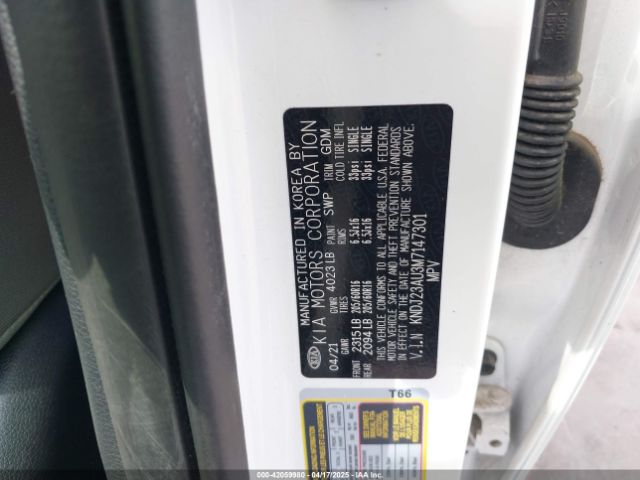 MANUFACTURED IN KOREA BY
KIA KIA MOTORS CORPORATION
04/21 GVWR 4023 LB PAINT SWP TRIM GDM
GAWR TIRES RIMS COLD TIRE INFL
FRONT 2315 LB 205/60R16 6.5Jx16 33psi SINGLE
REAR 2094 LB 205/60R16 6.5Jx16 33psi SINGLE
THIS VEHICLE CONFORMS TO ALL APPLICABLE U.S.A. FEDERAL
MOTOR VEHICLE SAFETY AND THEFT PREVENTION STANDARDS
IN EFFECT ON THE DATE OF MANUFACTURE SHOWN ABOVE.
V.I.N KNDJ23AU3M7147301
MPV
T66
000-42059980 - 04/17/2025 - IAAI.COM